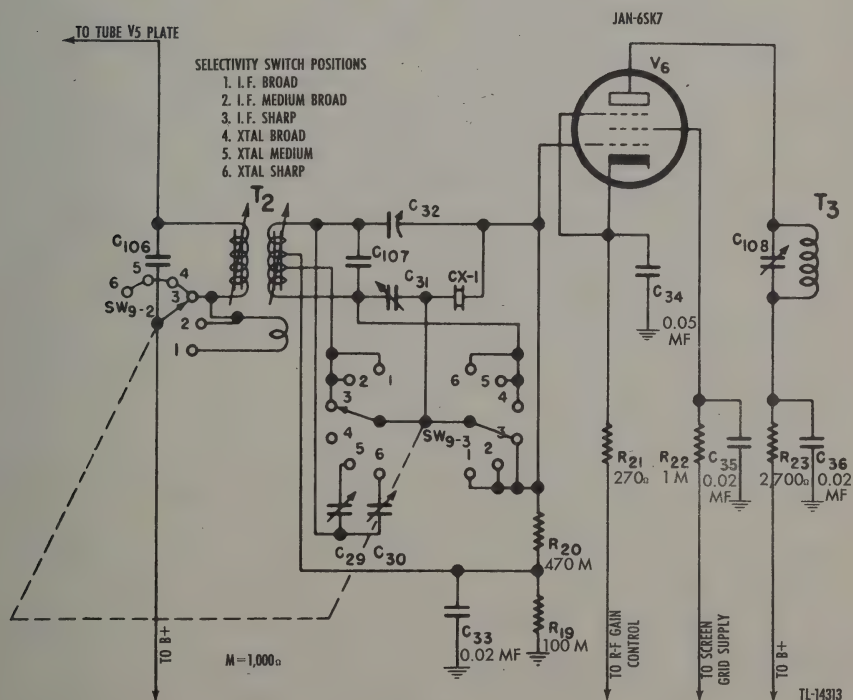 JAN-6SK7
TO TUBE V5 PLATE
V6
SELECTIVITY SWITCH POSITIONS
1. I.F. BROAD
2. I.F. MEDIUM BROAD
3. I.F. SHARP
4. XTAL BROAD
5. XTAL MEDIUM
6. XTAL SHARP
T2
C32
T3
C106
C107
C108
C31
CX-1
C34
0.05
MF
5
4
6
3
SW9-2
2
1
2
1
6
5
3
4
4
SW9-3
3
5
6
1
2
C29
C30
R21
270Ω
R22
1 M
C35
0.02
MF
R23
2,700Ω
C36
0.02
MF
R20
470 M
R19
100 M
C33
0.02 MF
TO B+
M=1,000Ω
TO R-F GAIN
CONTROL
TO SCREEN
GRID SUPPLY
TO B+
TL-14313